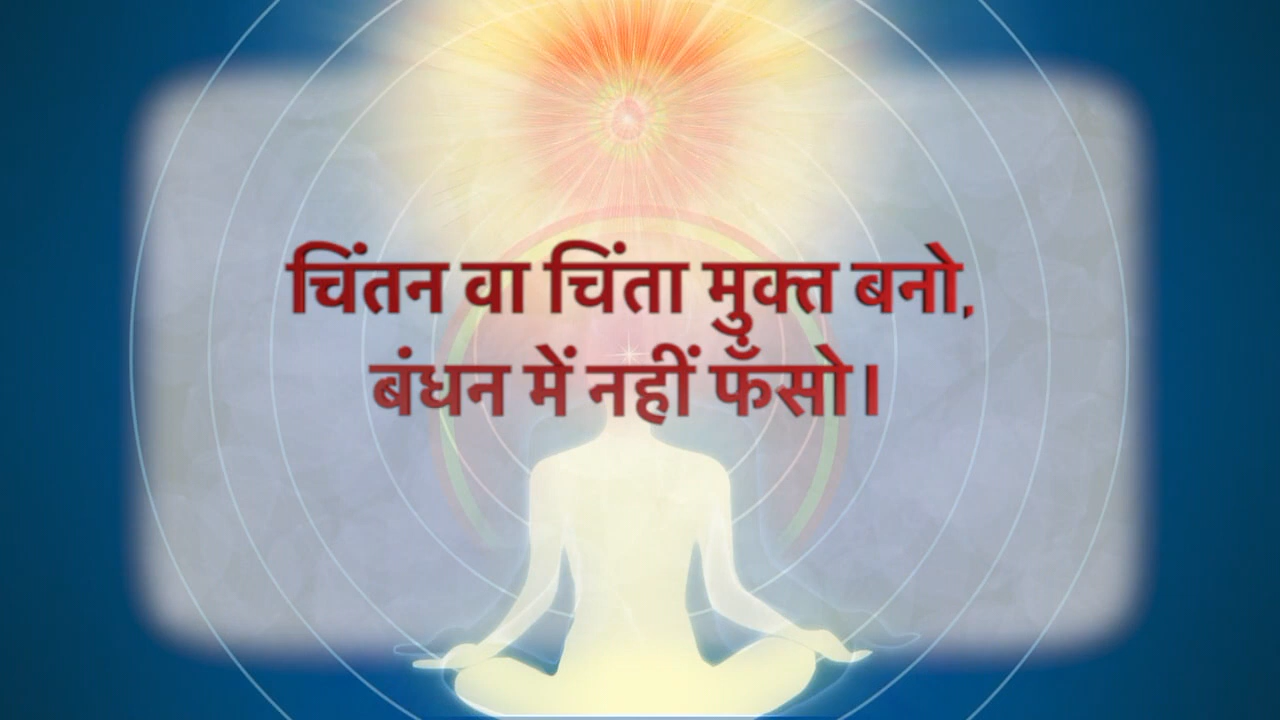 चिंतन वा चिंता मुक्त बनो,
बंधन में नहीं फँसो।